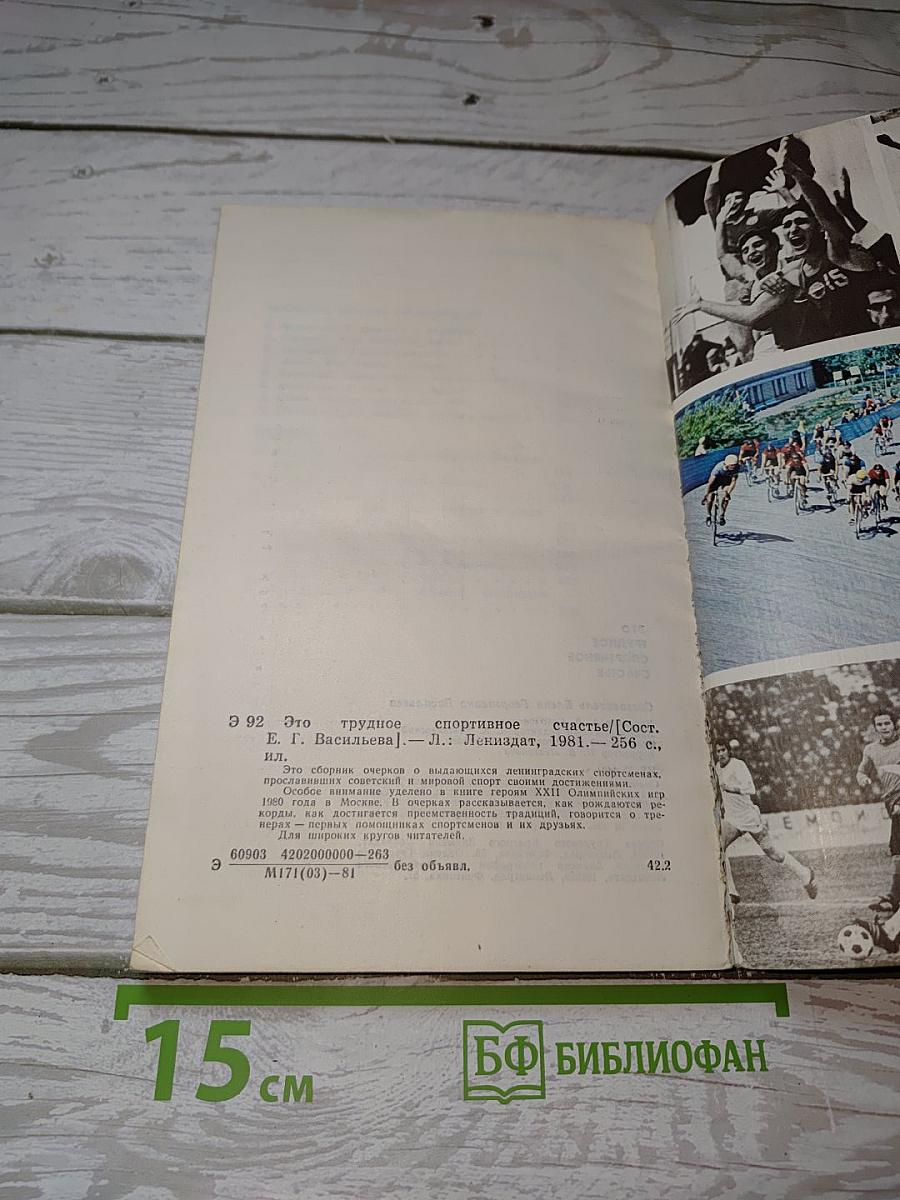 15
Э 92 Это трудное спортивное счастье/[Сост.
Е. Г. Васильева].— Л.: Лениздат, 1981.— 256 с.,
ил.
Это сборник очерков о выдающихся ленинградских спортсменах,
прославивших советский и мировой спорт своими достижениями.
Особое внимание уделено в книге героям XXII Олимпийских игр
1980 года в Москве. В очерках рассказывается, как рождаются ре-
корды, как достигается преемственность традиций, говорится о тре-
нерах — первых помощниках спортсменов и их друзьях.
Для широких кругов читателей.
Э 60903 4202000000—263 без объявл. 42.2
М171(03)—81
15 см
БФ БИБЛИОФАН